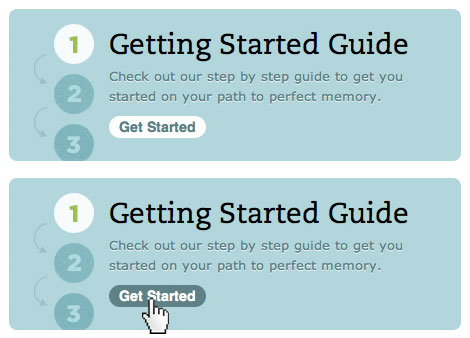 1
Getting Started Guide
Check out our step by step guide to get you
2
started on your path to perfect memory.
Get Started
3
1
Getting Started Guide
Check out our step by step guide to get you
2
started on your path to perfect memory.
Get Started
3